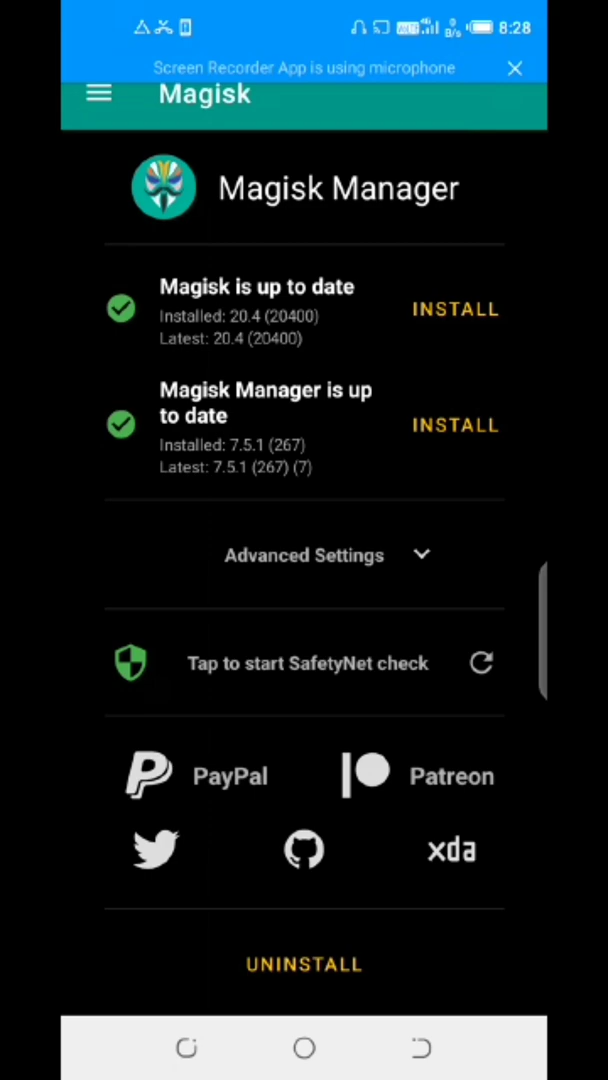 8:28
Screen Recorder App is using microphone
Magisk
Magisk Manager
Magisk is up to date
Installed: 20.4 (20400)
Latest: 20.4 (20400)
INSTALL
Magisk Manager is up
to date
Installed: 7.5.1 (267)
Latest: 7.5.1 (267) (7)
INSTALL
Advanced Settings
Tap to start SafetyNet check
PayPal
Patreon
xda
UNINSTALL